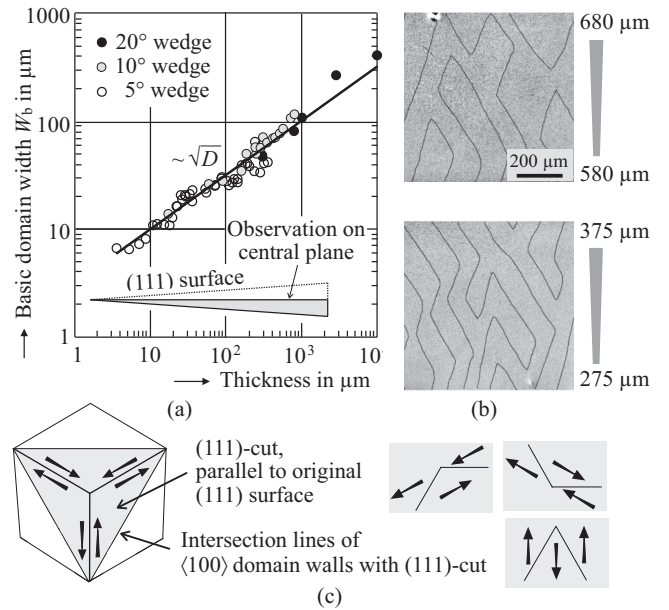 1000
100
10
1
Basic domain width W_b in µm
(a)
20° wedge
10° wedge
5° wedge
~ √D
Observation on
central plane
(111) surface
1
10
10²
10³
10⁴
Thickness in µm
(a)
(b)
680 µm
200 µm
580 µm
375 µm
275 µm
(b)
(111)-cut,
parallel to original
(111) surface
Intersection lines of
⟨100⟩ domain walls with (111)-cut
(c)